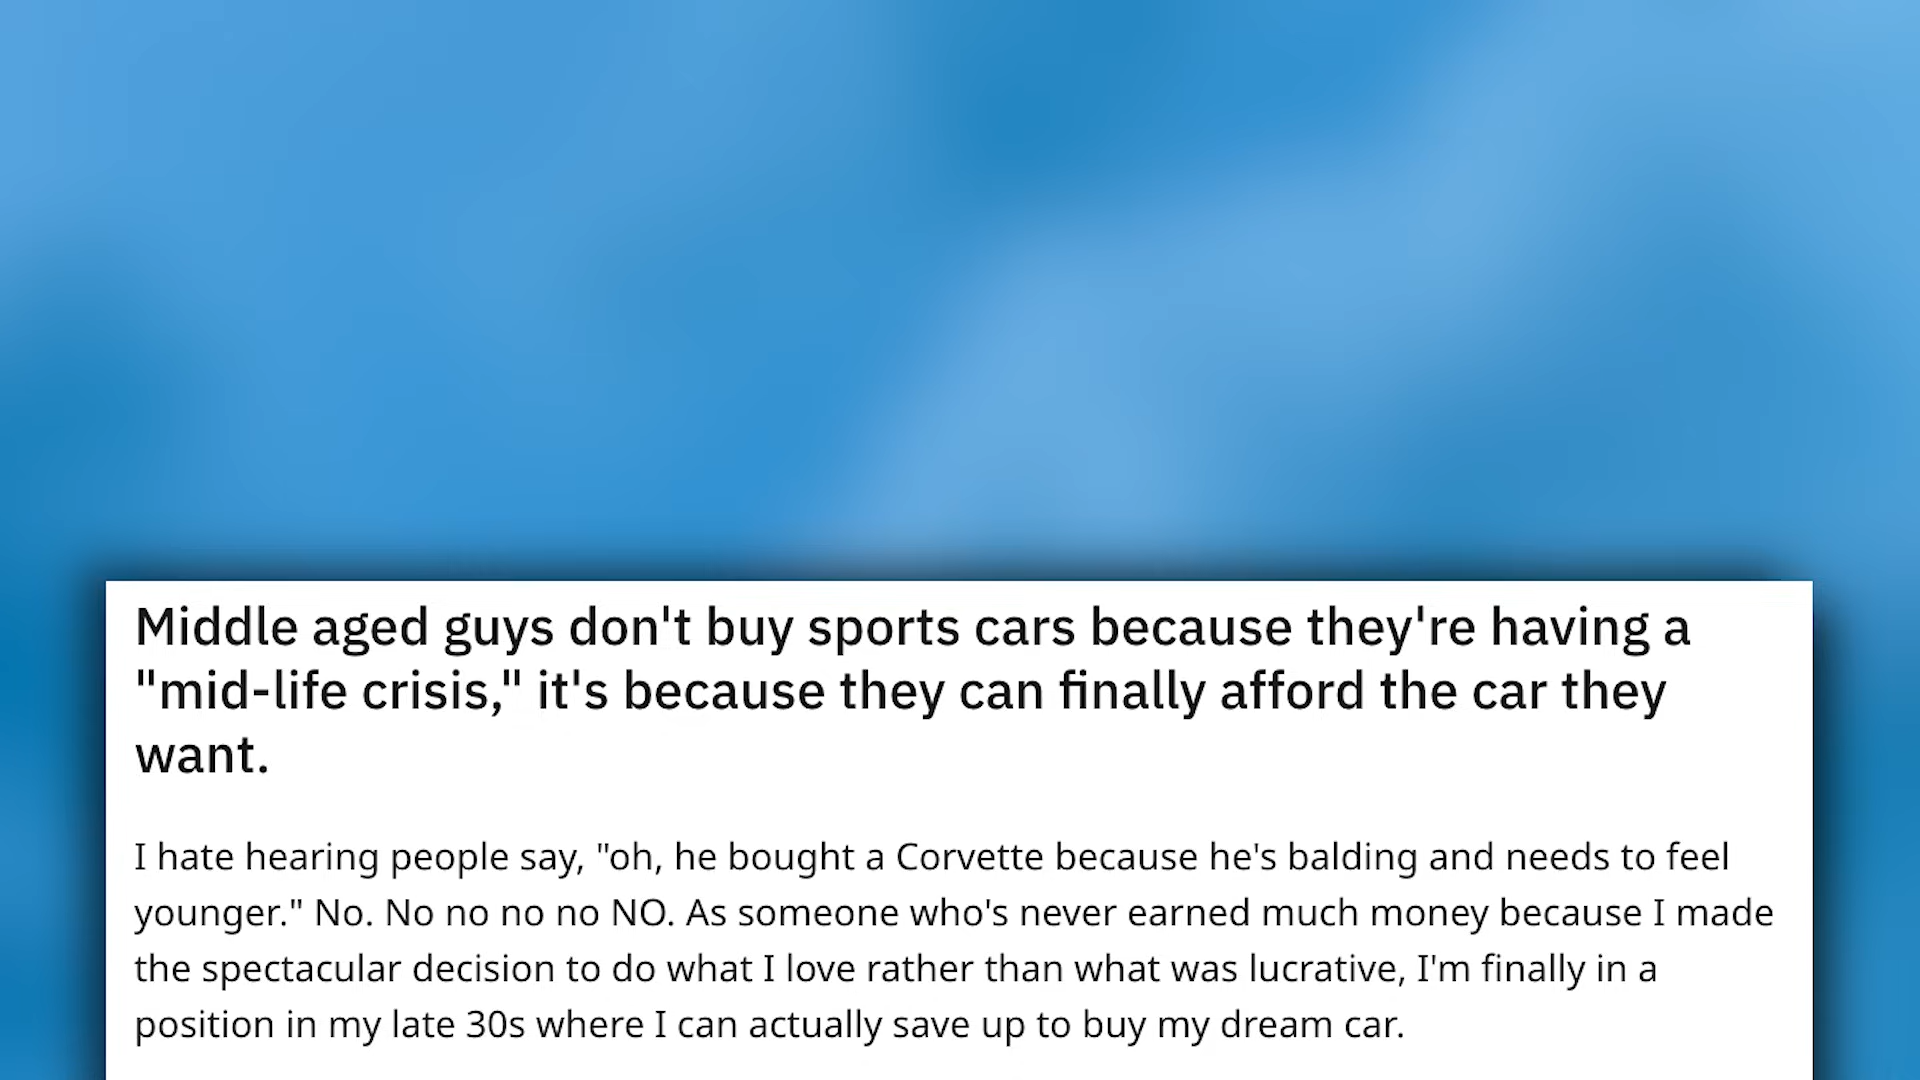 Middle aged guys don't buy sports cars because they're having a
"mid-life crisis," it's because they can finally afford the car they
want.
I hate hearing people say, "oh, he bought a Corvette because he's balding and needs to feel
younger." No. No no no no NO. As someone who's never earned much money because I made
the spectacular decision to do what I love rather than what was lucrative, I'm finally in a
position in my late 30s where I can actually save up to buy my dream car.